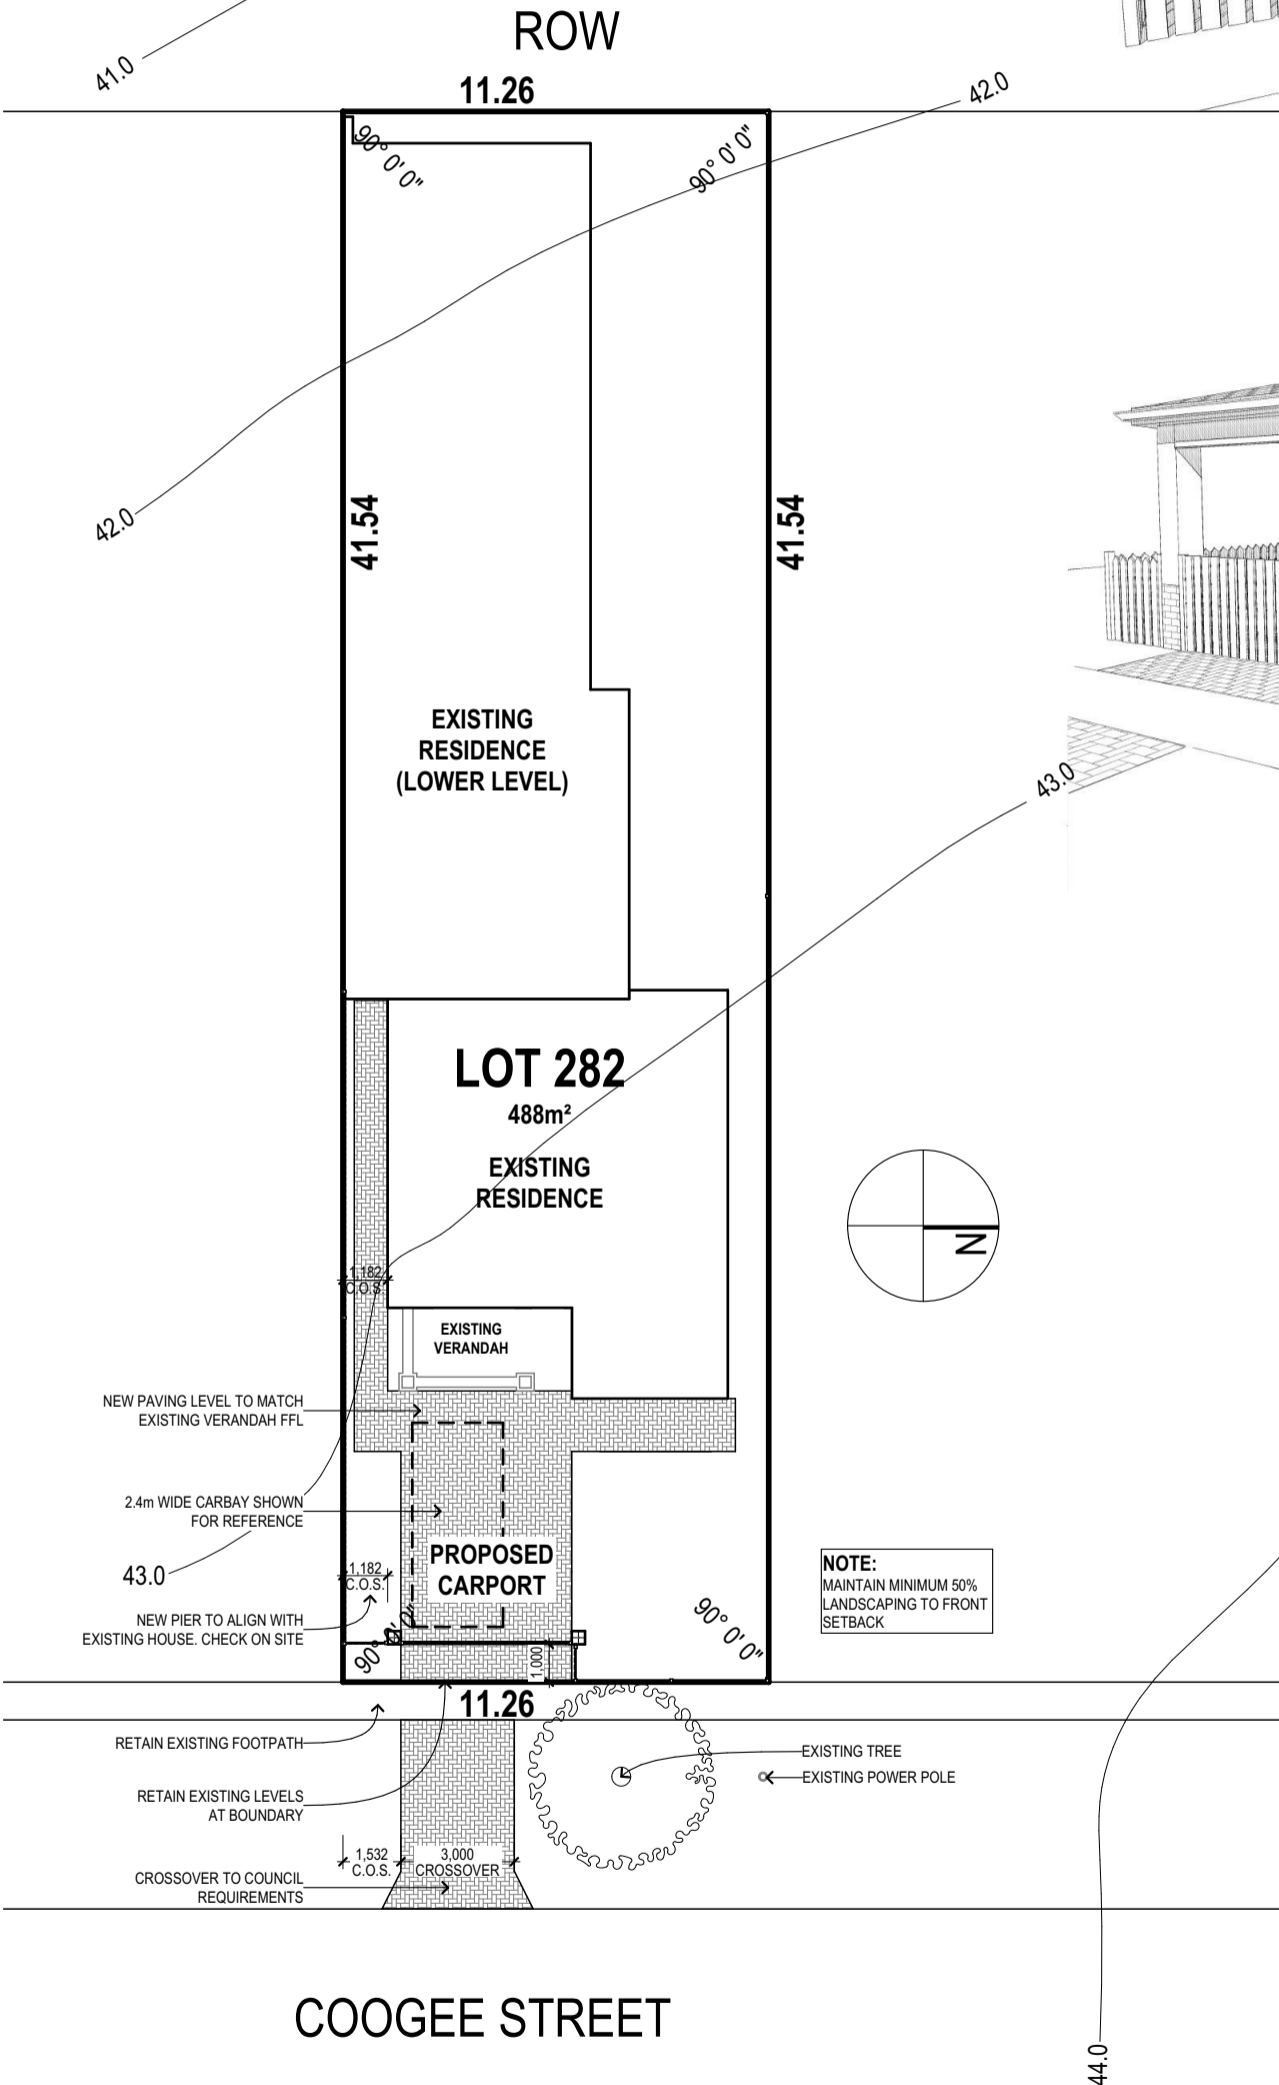 ROW
41.0
11.26
42.0
90° 0' 0"
90° 0' 0"
42.0
41.54
41.54
EXISTING
RESIDENCE
(LOWER LEVEL)
43.0
LOT 282
488m²
EXISTING
RESIDENCE
N
1,182
C.O.S.
EXISTING
VERANDAH
NEW PAVING LEVEL TO MATCH
EXISTING VERANDAH FFL
2.4m WIDE CARBAY SHOWN
FOR REFERENCE
PROPOSED
CARPORT
43.0
1,182
C.O.S.
NOTE:
MAINTAIN MINIMUM 50%
LANDSCAPING TO FRONT
SETBACK
NEW PIER TO ALIGN WITH
EXISTING HOUSE. CHECK ON SITE
90° 0' 0"
90° 0' 0"
1,000
11.26
RETAIN EXISTING FOOTPATH
EXISTING TREE
EXISTING POWER POLE
RETAIN EXISTING LEVELS
AT BOUNDARY
1,532
C.O.S.
3,000
CROSSOVER
CROSSOVER TO COUNCIL
REQUIREMENTS
COOGEE STREET
44.0